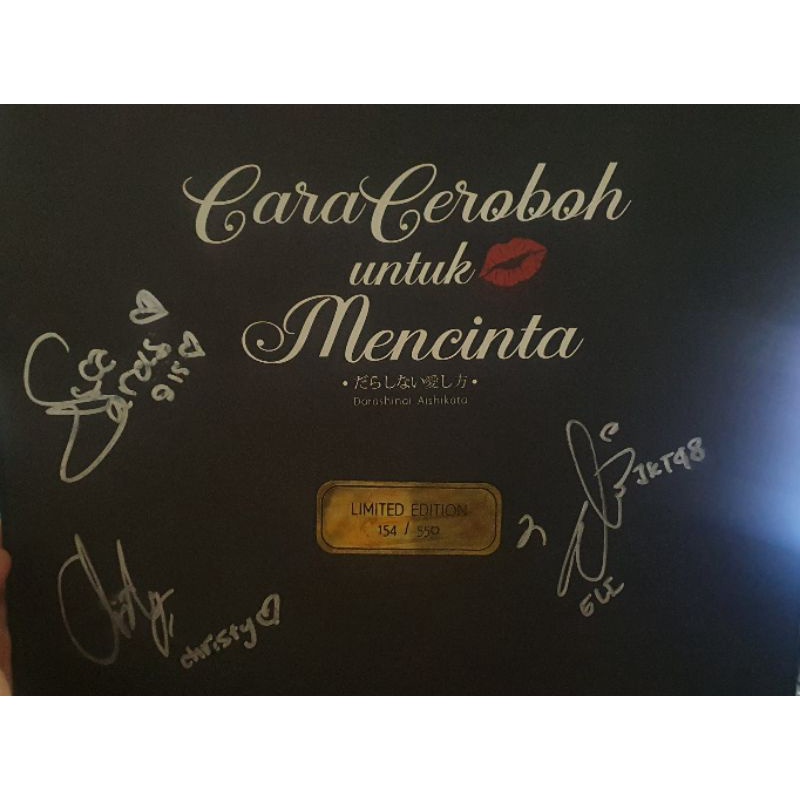 Cara Ceroboh
untuk
Mencinta
• だらしない愛し方 •
Darashinai Aishikata
LIMITED EDITION
154 / 550
JKT48
christy